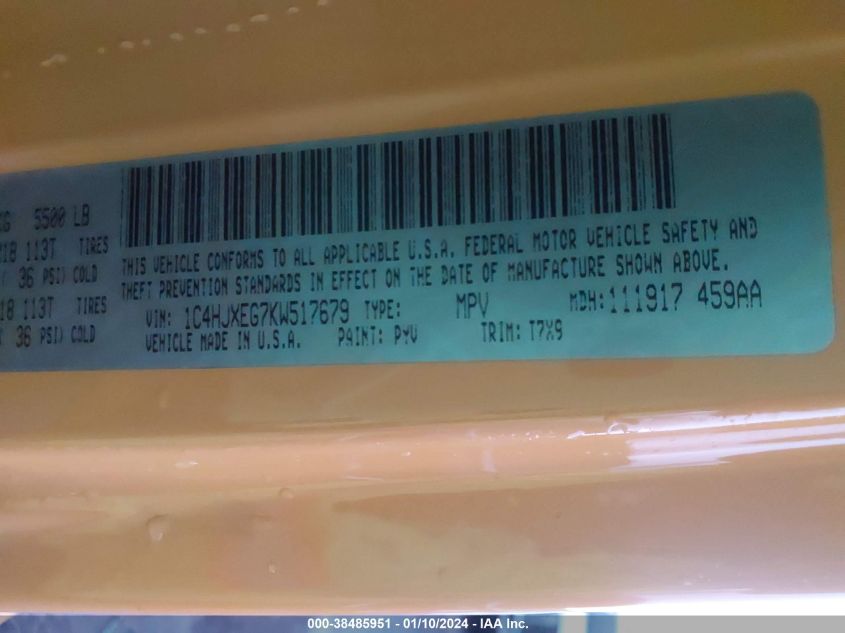 5500 LB
18 113T TIRES
36 PSI) COLD
18 113T TIRES
36 PSI) COLD
THIS VEHICLE CONFORMS TO ALL APPLICABLE U.S.A. FEDERAL MOTOR VEHICLE SAFETY AND
THEFT PREVENTION STANDARDS IN EFFECT ON THE DATE OF MANUFACTURE SHOWN ABOVE.
VIN: 1C4HJXEG7KW517679 TYPE: MPV MDH: 111917 459AA
VEHICLE MADE IN U.S.A. PAINT: PYV TRIM: T7X9
000-38485951 - 01/10/2024 - IAA Inc.